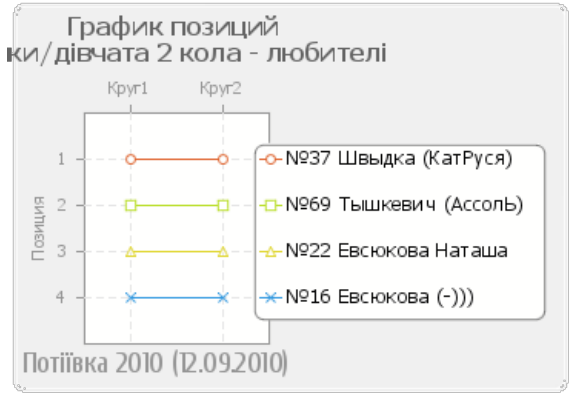 График позиций
ки/дівчата 2 кола - любителі
Круг1 Круг2
Позиция
1
2
3
4
№37 Швыдка (КатРуся)
№69 Тышкевич (АссолЬ)
№22 Евсюкова Наташа
№16 Евсюкова (-)))
Потіївка 2010 (12.09.2010)